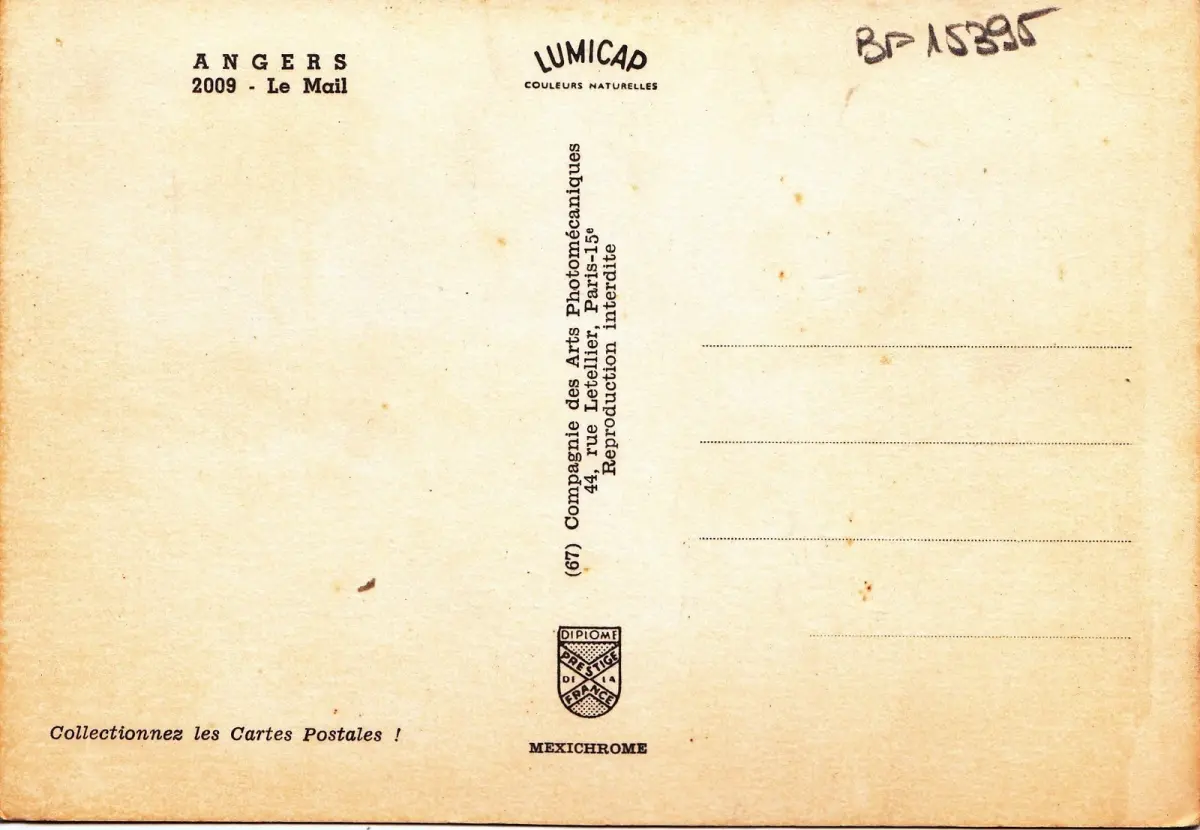 ANGERS
2009 - Le Mail
LUMICAP
COULEURS NATURELLES
BP 15395
(67) Compagnie des Arts Photomécaniques
44, rue Letellier, Paris-15e
Reproduction interdite
DIPLOME
PRESTIGE
DE LA
FRANCE
MEXICHROME
Collectionnez les Cartes Postales !